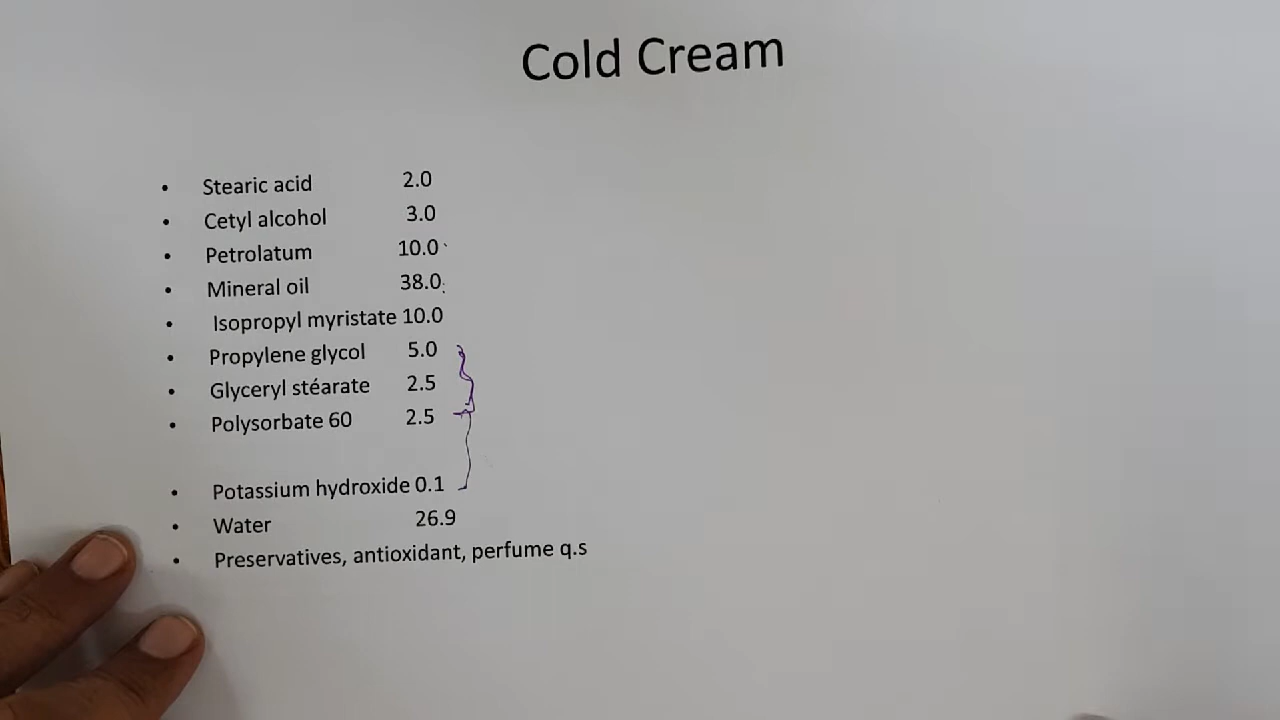 Cold Cream
• Stearic acid 2.0
• Cetyl alcohol 3.0
• Petrolatum 10.0
• Mineral oil 38.0
• Isopropyl myristate 10.0
• Propylene glycol 5.0
• Glyceryl stéarate 2.5
• Polysorbate 60 2.5
• Potassium hydroxide 0.1
• Water 26.9
• Preservatives, antioxidant, perfume q.s